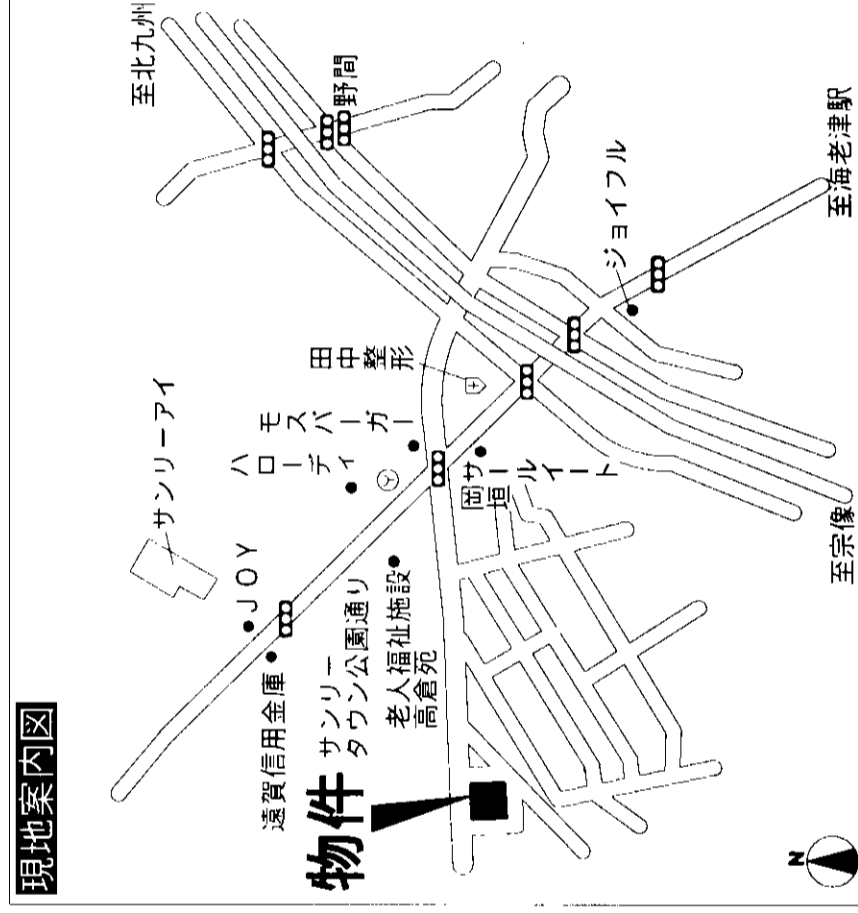 現地案内図
至北九州
野間
ジョイフル
至海老津駅
田中整形
モスバーガー
ハローディ
サンリーアイ
JOY
サールイート
岡垣
遠賀信用金庫
サンリー
タウン公園通り
老人福祉施設
高倉苑
物件
至宗像
N